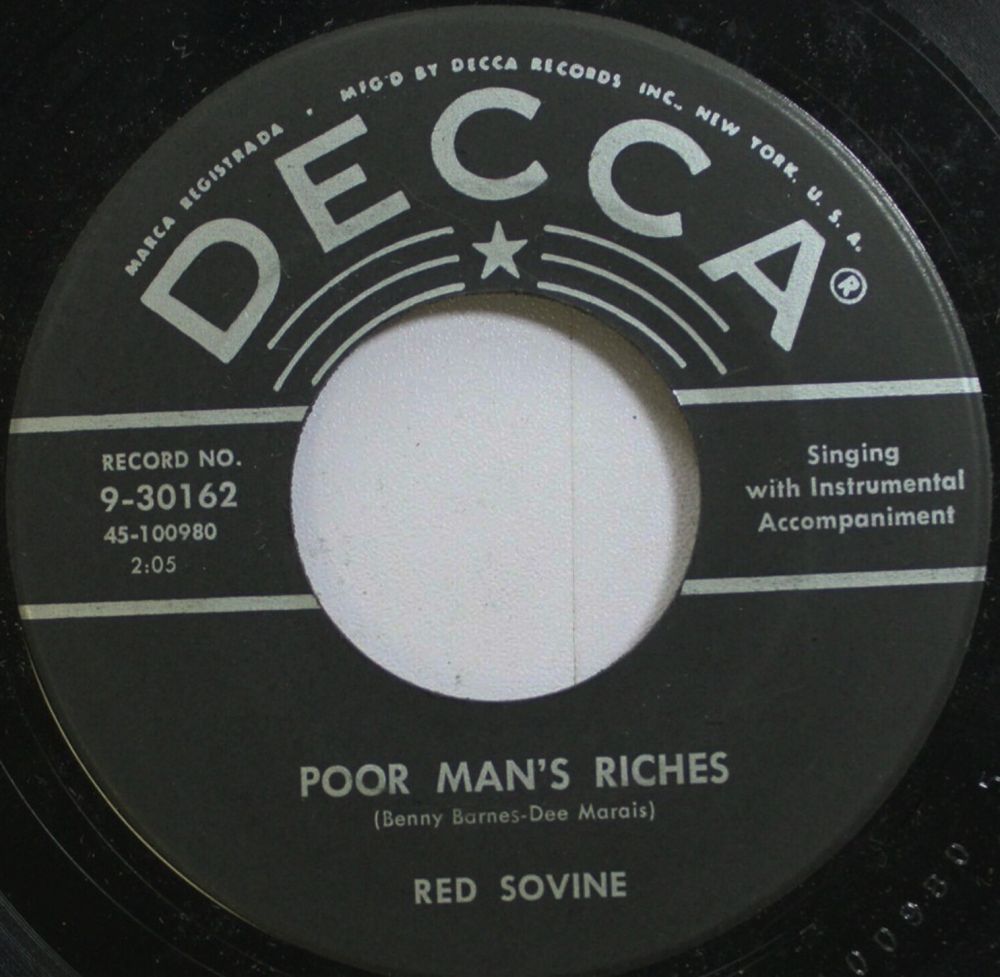 MARCA REGISTRADA • MFG'D BY DECCA RECORDS INC., NEW YORK, U. S. A.
DECCA®
RECORD NO.
9-30162
45-100980
2:05
Singing
with Instrumental
Accompaniment
POOR MAN'S RICHES
(Benny Barnes-Dee Marais)
RED SOVINE